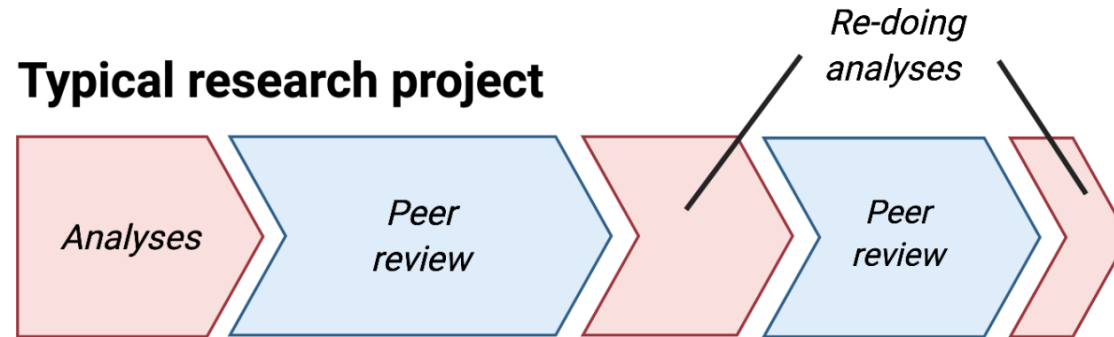 Re-doing
analyses
Typical research project
Analyses
Peer
review
Peer
review